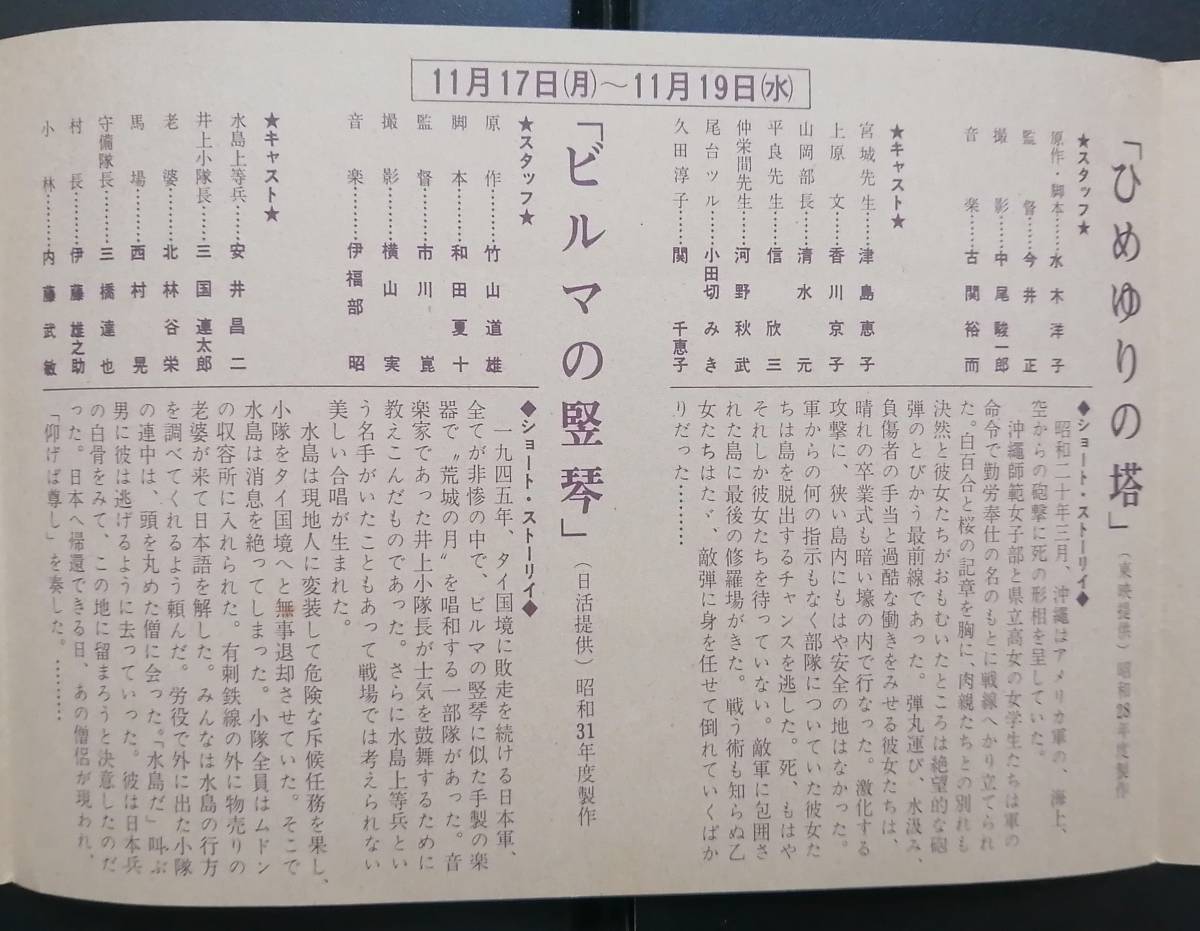 11月17日(月)～11月19日(水)
「ひめゆりの塔」（東映提供）昭和28年度製作
★スタッフ★
原作・脚本……水木洋子
監督……今井正
撮影……中尾駿一郎
音楽……古関裕而
★キャスト★
宮城先生……津島恵子
上原文……香川京子
山岡部長……清水元
平良先生……信欣三
仲栄間先生……河野秋武
尾台ツル……小田切みき
久田淳子……関千恵子
◆ショート・ストーリイ◆
昭和二十年三月、沖縄はアメリカ軍の、海上、
空からの砲撃に死の形相を呈していた。
沖縄師範女子部と県立高女の女学生たちは軍の
命令で勤労奉仕の名のもとに戦線へかり立てられ
た。白百合と桜の記章を胸に、肉親たちとの別れも
決然と彼女たちがおもむいたところは絶望的な砲
弾のとびかう最前線であった。弾丸運び、水汲み、
負傷者の手当と過酷な働きをみせる彼女たちは、
晴れの卒業式も暗い壕の内で行なった。激化する
攻撃に、狭い島内にもはや安全の地はなかった。
軍からの何の指示もなく部隊についていた彼女た
ちは島を脱出するチャンスを逃した。死、もはや
それしか彼女たちを待っていない。敵軍に包囲さ
れた島に最後の修羅場がきた。戦う術も知らぬ乙
女たちはたゞ、敵弾に身を任せて倒れていくばか
りだった………
「ビルマの竪琴」（日活提供）昭和31年度製作
★スタッフ★
原作……竹山道雄
脚本……和田夏十
監督……市川崑
撮影……横山実
音楽……伊福部昭
★キャスト★
水島上等兵……安井昌二
井上小隊長……三国連太郎
老婆……北林谷栄
馬場……西村晃
守備隊長……三橋達也
村長……伊藤雄之助
小林……内藤武敏
◆ショート・ストーリイ◆
一九四五年、タイ国境に敗走を続ける日本軍、
全てが悲惨の中で、ビルマの竪琴に似た手製の楽
器で〝荒城の月〟を唱和する一部隊があった。音
楽家であった井上小隊長が士気を鼓舞するために
教えこんだものであった。さらに水島上等兵とい
う名手がいたこともあって戦場では考えられない
美しい合唱が生まれた。
水島は現地人に変装して危険な斥候任務を果し、
小隊をタイ国境へと無事退却させていた。そこで
水島は消息を絶ってしまった。小隊全員はムドン
の収容所に入れられた。有刺鉄線の外に物売りの
老婆が来て日本語を解した。みんなは水島の行方
を調べてくれるよう頼んだ。労役で外に出た小隊
の連中は、頭を丸めた僧に会った。「水島だ」叫ぶ
男に彼は逃げるように去っていった。彼は日本兵
の白骨をみて、この地に留まろうと決意したのだ
った。日本へ帰還できる日、あの僧侶が現われ、
「仰げば尊し」を奏した。………